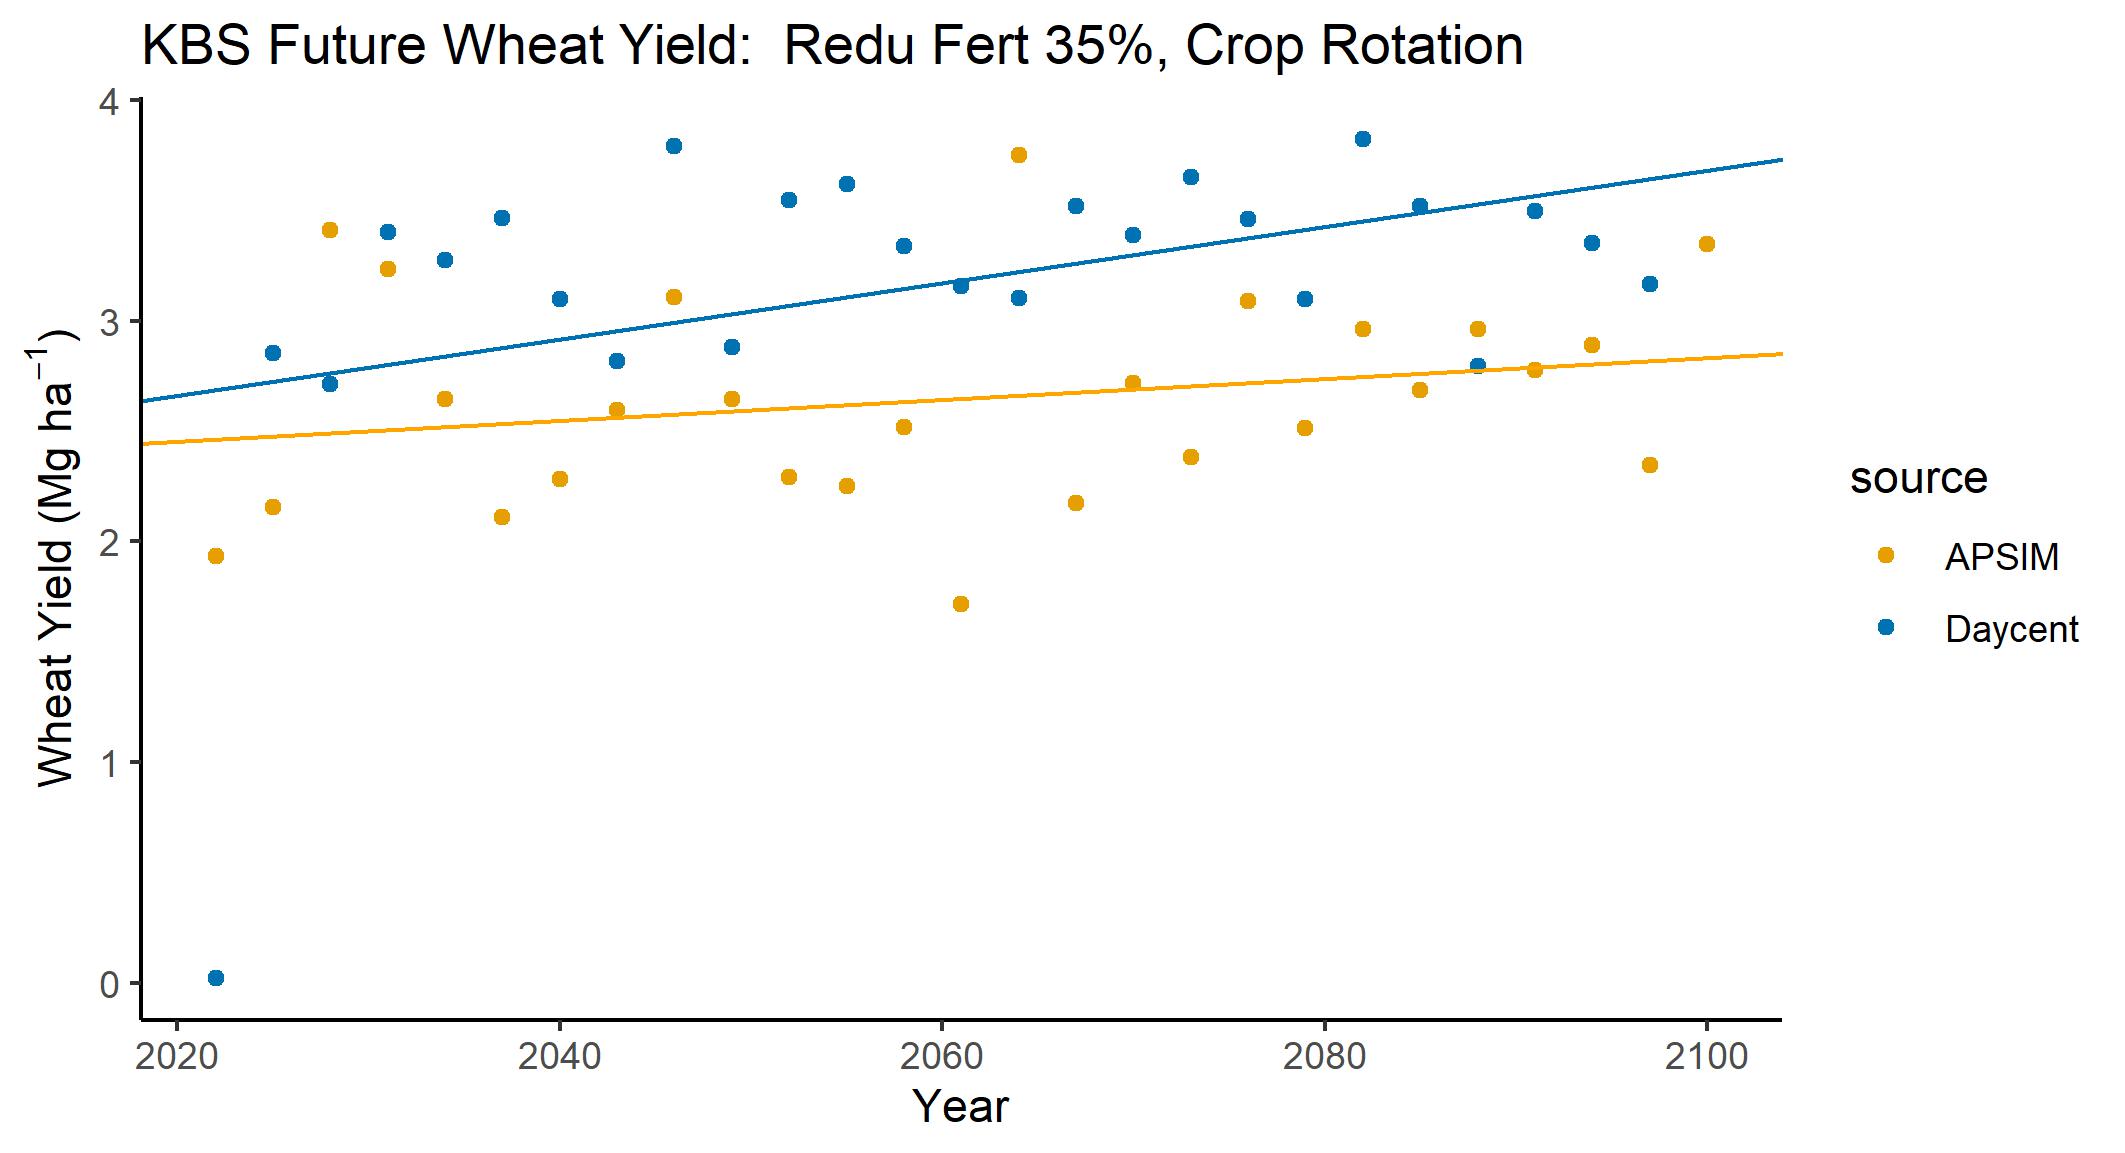 KBS Future Wheat Yield:  Redu Fert 35%, Crop Rotation
Wheat Yield (Mg ha⁻¹)
4
3
2
1
0
2020 2040 2060 2080 2100
Year
source
APSIM
Daycent